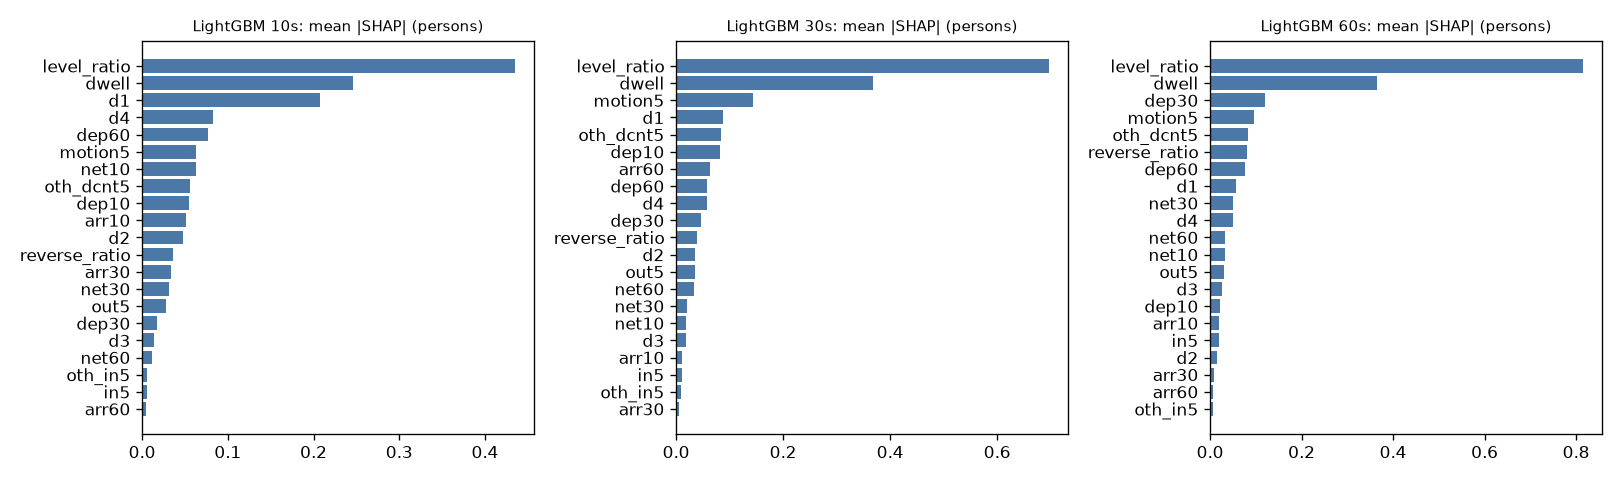 LightGBM 10s: mean |SHAP| (persons)
level_ratio
dwell
d1
d4
dep60
motion5
net10
oth_dcnt5
dep10
arr10
d2
reverse_ratio
arr30
net30
out5
dep30
d3
net60
oth_in5
in5
arr60
0.0 0.1 0.2 0.3 0.4
LightGBM 30s: mean |SHAP| (persons)
level_ratio
dwell
motion5
d1
oth_dcnt5
dep10
arr60
dep60
d4
dep30
reverse_ratio
d2
out5
net60
net30
net10
d3
arr10
in5
oth_in5
arr30
0.0 0.2 0.4 0.6
LightGBM 60s: mean |SHAP| (persons)
level_ratio
dwell
dep30
motion5
oth_dcnt5
reverse_ratio
dep60
d1
net30
d4
net60
net10
out5
d3
dep10
arr10
in5
d2
arr30
arr60
oth_in5
0.0 0.2 0.4 0.6 0.8